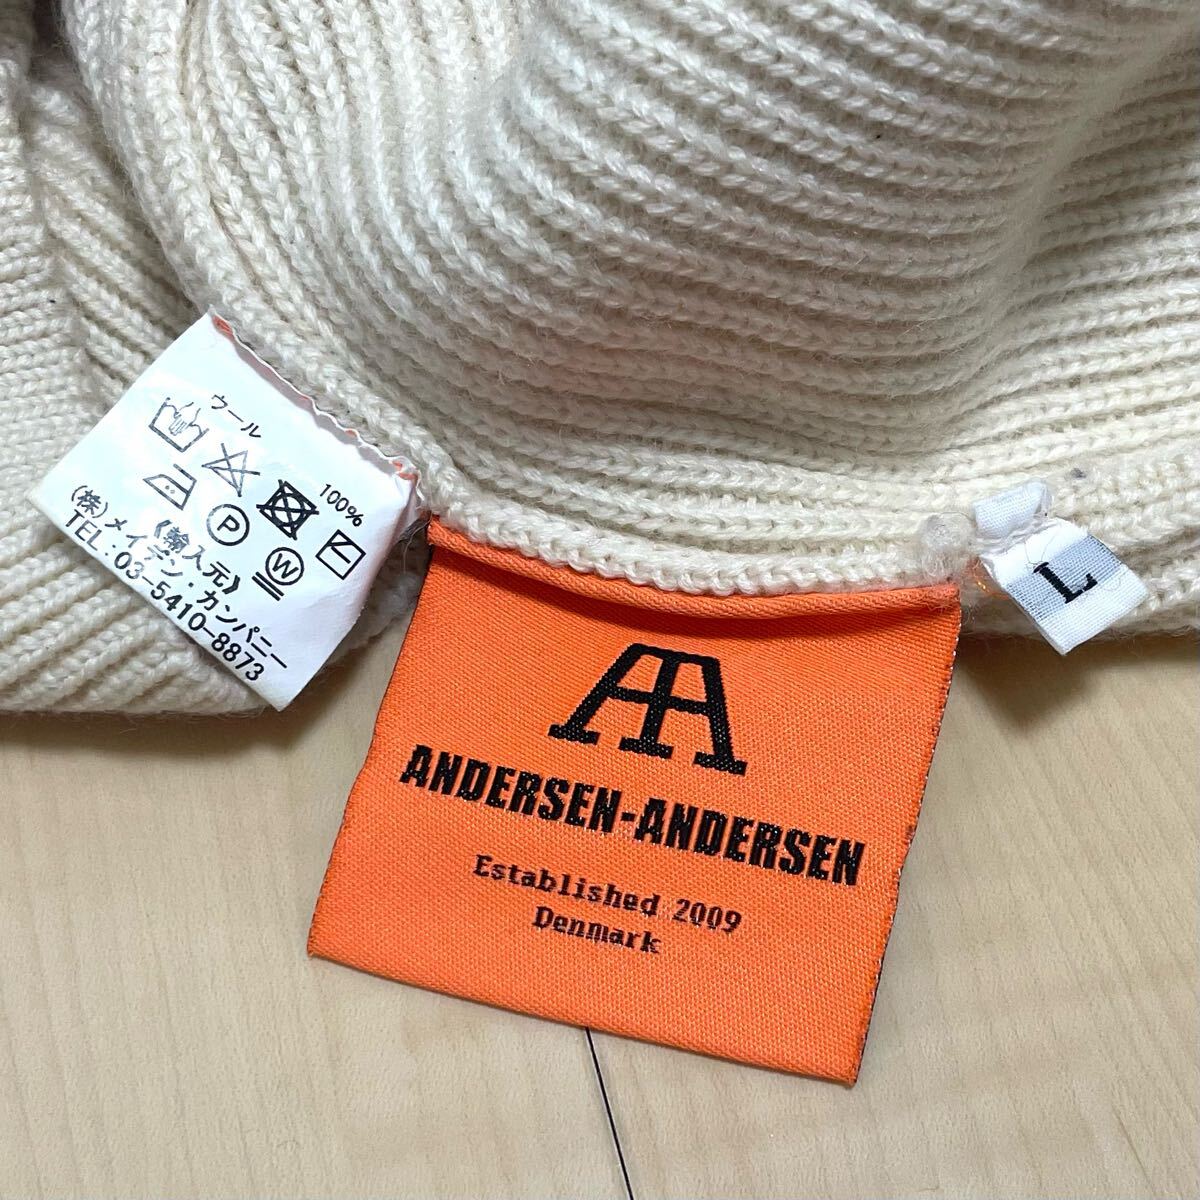 ウール
100%
P
W
《輸入元》
(株)メイデン・カンパニー
TEL:03-5410-8873
AA
ANDERSEN-ANDERSEN
Established 2009
Denmark
L